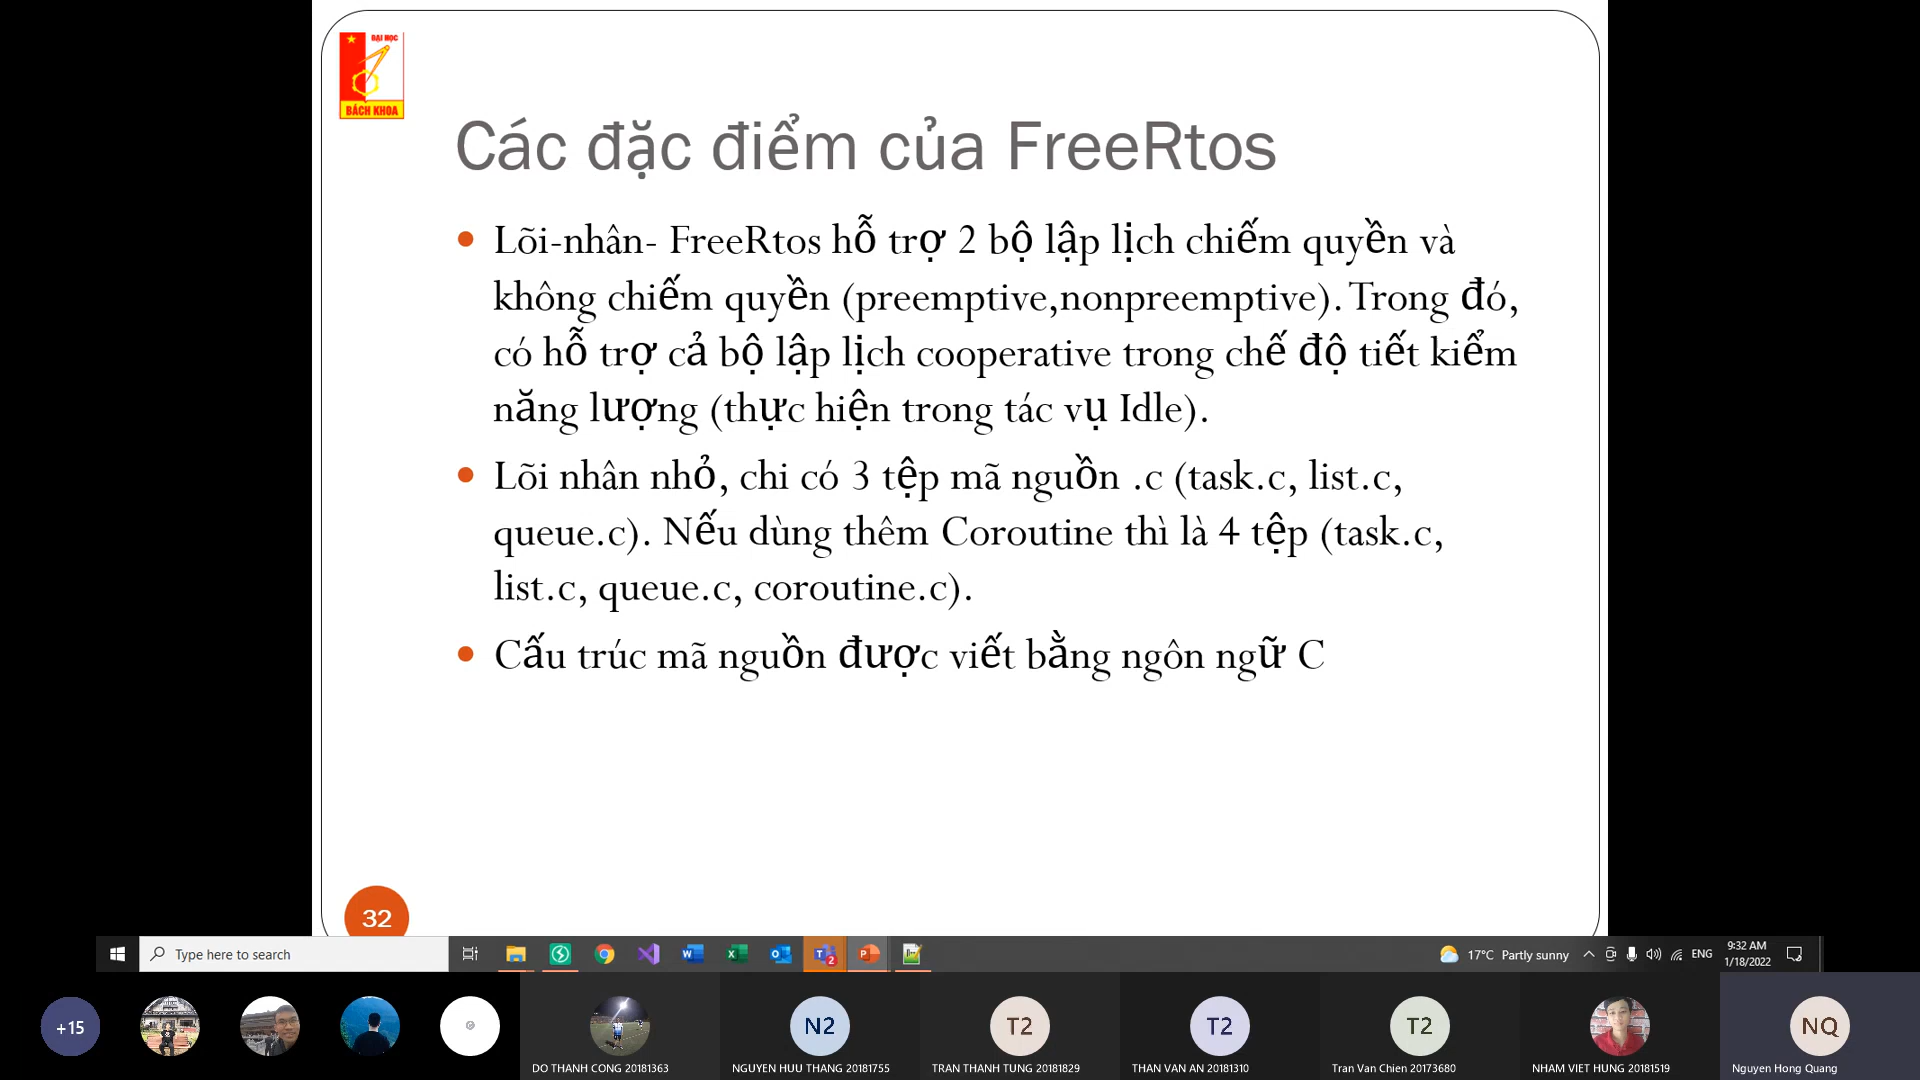 ĐẠI HỌC
BÁCH KHOA
Các đặc điểm của FreeRtos
Lõi-nhân- FreeRtos hỗ trợ 2 bộ lập lịch chiếm quyền và
không chiếm quyền (preemptive,nonpreemptive). Trong đó,
có hỗ trợ cả bộ lập lịch cooperative trong chế độ tiết kiểm
năng lượng (thực hiện trong tác vụ Idle).
Lõi nhân nhỏ, chi có 3 tệp mã nguồn .c (task.c, list.c,
queue.c). Nếu dùng thêm Coroutine thì là 4 tệp (task.c,
list.c, queue.c, coroutine.c).
Cấu trúc mã nguồn được viết bằng ngôn ngữ C
32
Type here to search
2
17°C Partly sunny
ENG
9:32 AM
1/18/2022
+15
N2
T2
T2
T2
NQ
DO THANH CONG 20181363
NGUYEN HUU THANG 20181755
TRAN THANH TUNG 20181829
THAN VAN AN 20181310
Tran Van Chien 20173680
NHAM VIET HUNG 20181519
Nguyen Hong Quang